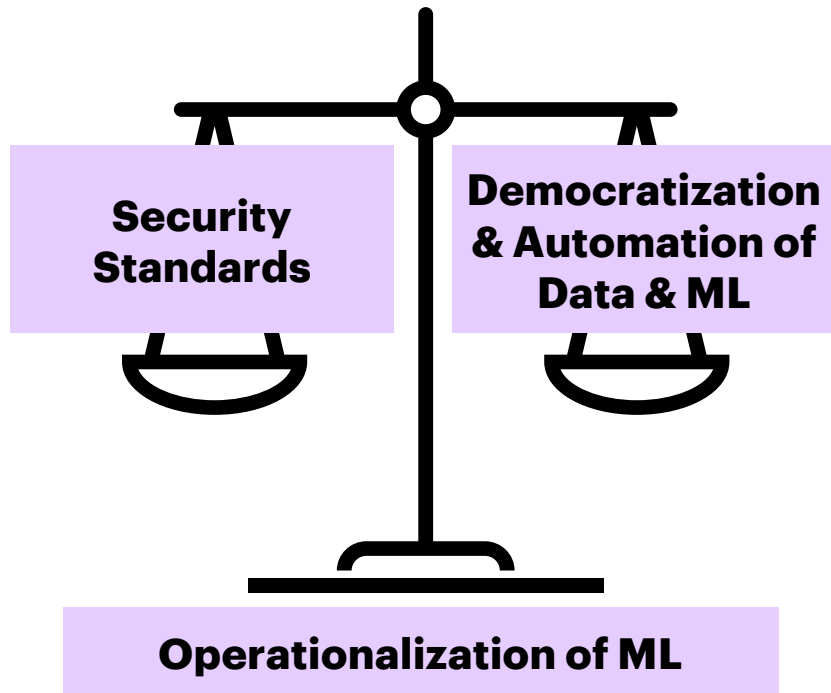 Security
Standards
Democratization
& Automation of
Data & ML
Operationalization of ML